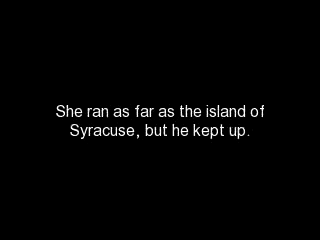 She ran as far as the island of
Syracuse, but he kept up.